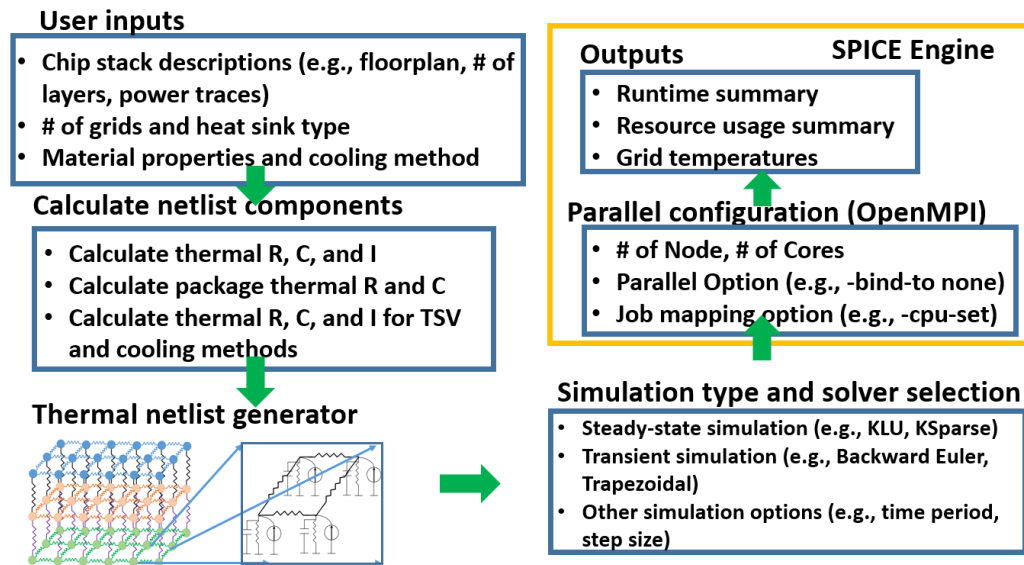 User inputs
• Chip stack descriptions (e.g., floorplan, # of
layers, power traces)
• # of grids and heat sink type
• Material properties and cooling method
Calculate netlist components
• Calculate thermal R, C, and I
• Calculate package thermal R and C
• Calculate thermal R, C, and I for TSV
and cooling methods
Thermal netlist generator
SPICE Engine
Outputs
• Runtime summary
• Resource usage summary
• Grid temperatures
Parallel configuration (OpenMPI)
• # of Node, # of Cores
• Parallel Option (e.g., -bind-to none)
• Job mapping option (e.g., -cpu-set)
Simulation type and solver selection
• Steady-state simulation (e.g., KLU, KSparse)
• Transient simulation (e.g., Backward Euler,
Trapezoidal)
• Other simulation options (e.g., time period,
step size)